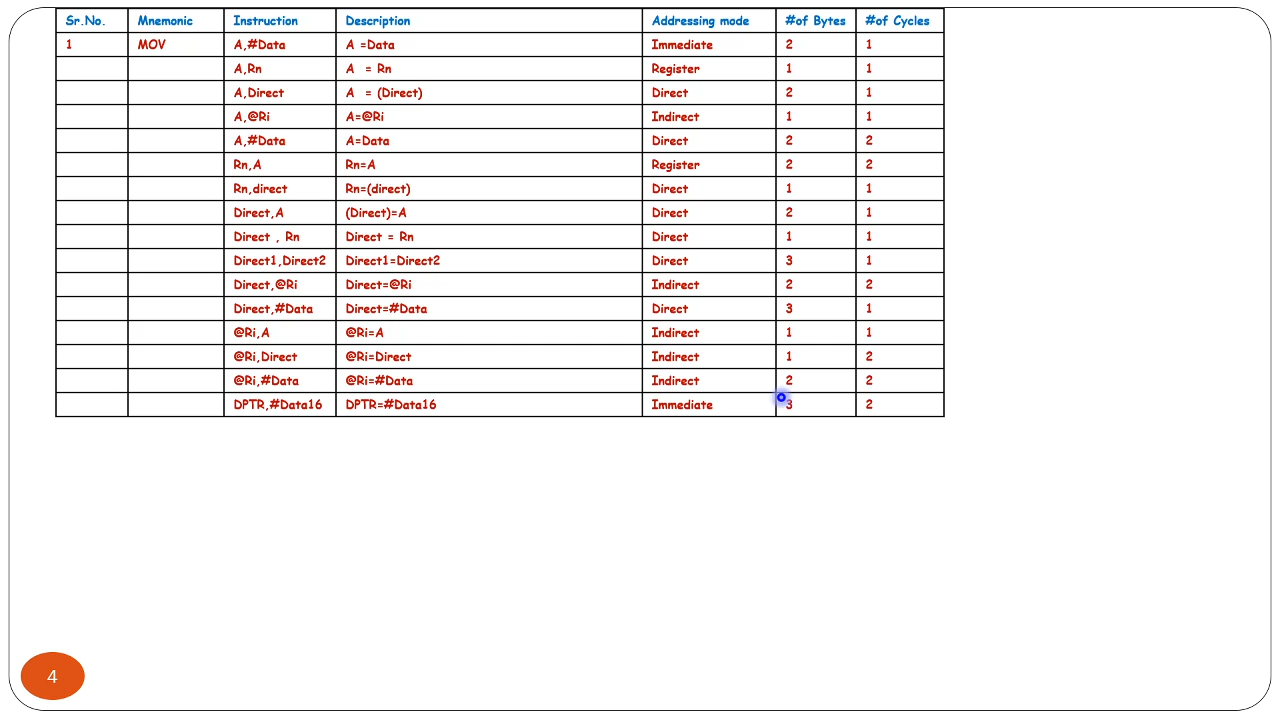 Sr.No. Mnemonic Instruction Description Addressing mode #of Bytes #of Cycles
1 MOV A,#Data A =Data Immediate 2 1
A,Rn A = Rn Register 1 1
A,Direct A = (Direct) Direct 2 1
A,@Ri A=@Ri Indirect 1 1
A,#Data A=Data Direct 2 2
Rn,A Rn=A Register 2 2
Rn,direct Rn=(direct) Direct 1 1
Direct,A (Direct)=A Direct 2 1
Direct , Rn Direct = Rn Direct 1 1
Direct1,Direct2 Direct1=Direct2 Direct 3 1
Direct,@Ri Direct=@Ri Indirect 2 2
Direct,#Data Direct=#Data Direct 3 1
@Ri,A @Ri=A Indirect 1 1
@Ri,Direct @Ri=Direct Indirect 1 2
@Ri,#Data @Ri=#Data Indirect 2 2
DPTR,#Data16 DPTR=#Data16 Immediate 3 2
4